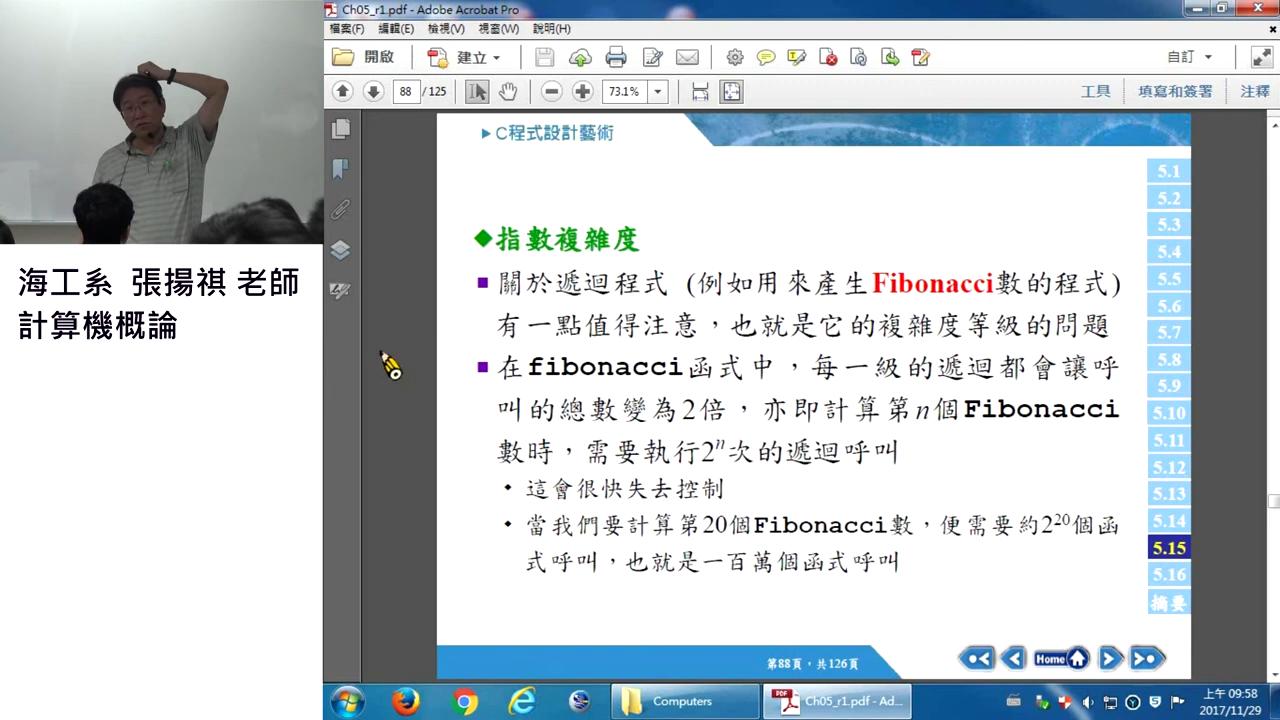 Ch05_r1.pdf - Adobe Acrobat Pro
檔案(F) 編輯(E) 檢視(V) 視窗(W) 說明(H)
開啟 建立 自訂
88 / 125 73.1% 工具 填寫和簽署 注釋
C程式設計藝術
指數複雜度
關於遞迴程式 (例如用來產生Fibonacci數的程式)
有一點值得注意，也就是它的複雜度等級的問題
在fibonacci函式中，每一級的遞迴都會讓呼
叫的總數變為2倍，亦即計算第n個Fibonacci
數時，需要執行2ⁿ次的遞迴呼叫
這會很快失去控制
當我們要計算第20個Fibonacci數，便需要約2²⁰個函
式呼叫，也就是一百萬個函式呼叫
5.1
5.2
5.3
5.4
5.5
5.6
5.7
5.8
5.9
5.10
5.11
5.12
5.13
5.14
5.15
5.16
摘要
第88頁，共126頁
Home
海工系 張揚祺 老師
計算機概論
Computers
Ch05_r1.pdf - Ad...
上午 09:58
2017/11/29